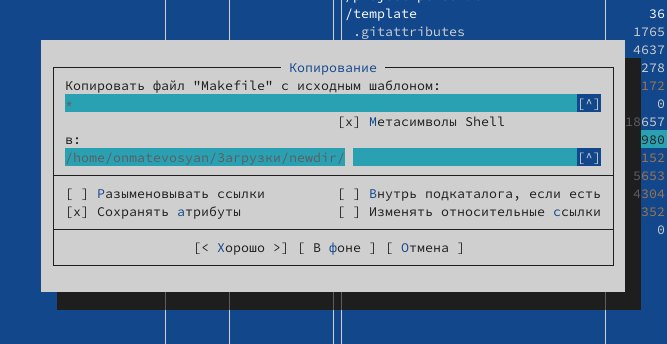 /template 36
.gitattributes 1765
4637
Копирование
278
Копировать файл "Makefile" с исходным шаблоном:
172
* [^]
0
[x] Метасимволы Shell
18657
в:
980
/home/onmatevosyan/Загрузки/newdir/ [^]
152
5653
[ ] Разыменовывать ссылки [ ] Внутрь подкаталога, если есть
4304
[x] Сохранять атрибуты [ ] Изменять относительные ссылки
352
0
[< Хорошо >] [ В фоне ] [ Отмена ]